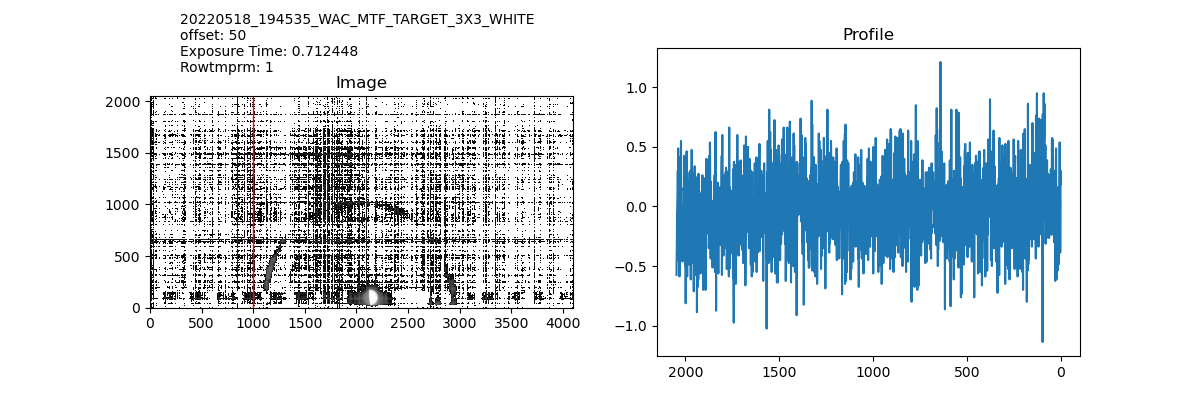 20220518_194535_WAC_MTF_TARGET_3X3_WHITE
offset: 50
Exposure Time: 0.712448
Rowtmprm: 1
Image
2000
1500
1000
500
0
0 500 1000 1500 2000 2500 3000 3500 4000
Profile
1.0
0.5
0.0
−0.5
−1.0
2000 1500 1000 500 0